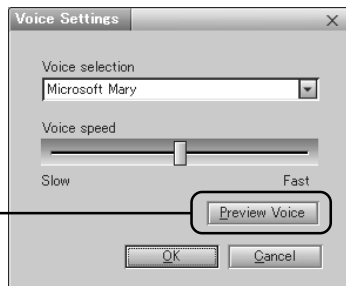 Voice Settings
Voice selection
Microsoft Mary
Voice speed
Slow Fast
Preview Voice
OK Cancel